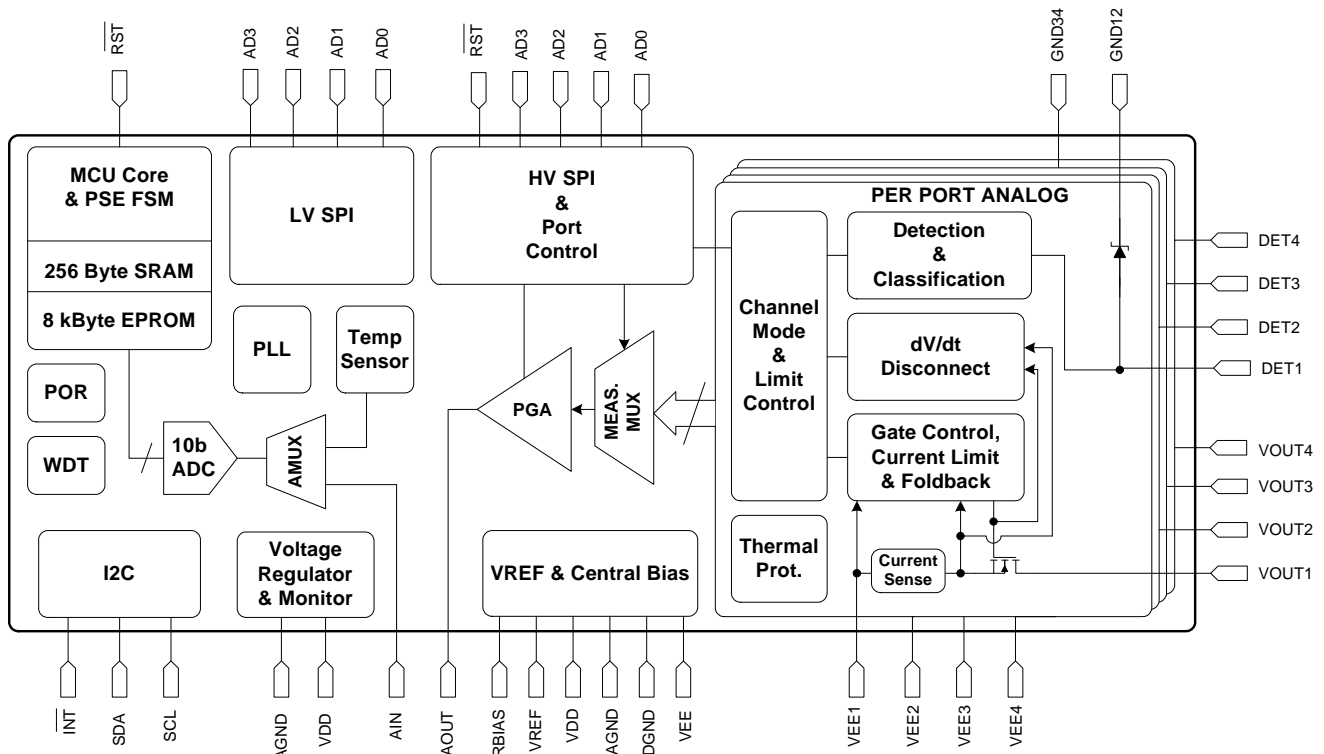 RST
AD3
AD2
AD1
AD0
RST
AD3
AD2
AD1
AD0
GND34
GND12
MCU Core
& PSE FSM
256 Byte SRAM
8 kByte EPROM
LV SPI
HV SPI
&
Port
Control
PER PORT ANALOG
Channel
Mode
&
Limit
Control
Detection
&
Classification
dV/dt
Disconnect
Gate Control,
Current Limit
& Foldback
Thermal
Prot.
Current
Sense
DET4
DET3
DET2
DET1
VOUT4
VOUT3
VOUT2
VOUT1
POR
WDT
PLL
Temp
Sensor
10b
ADC
AMUX
PGA
MEAS.
MUX
I2C
Voltage
Regulator
& Monitor
VREF & Central Bias
INT
SDA
SCL
AGND
VDD
AIN
AOUT
RBIAS
VREF
VDD
AGND
DGND
VEE
VEE1
VEE2
VEE3
VEE4